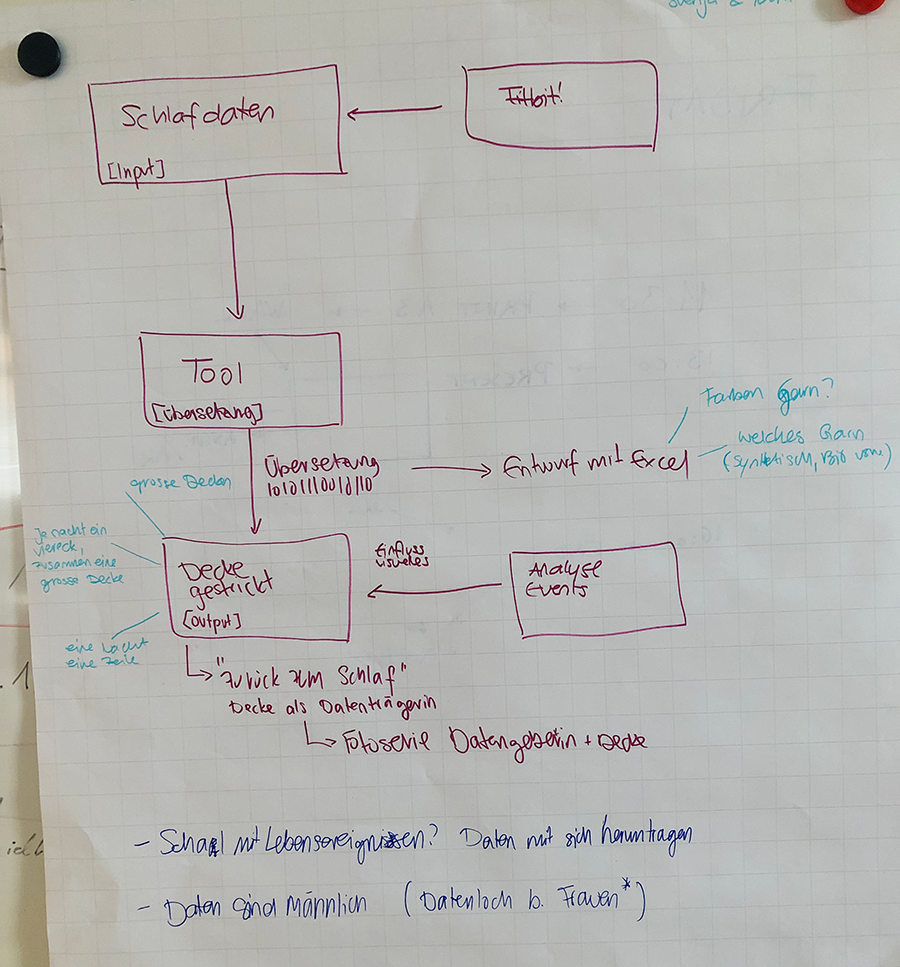 Schlafdaten
[Input]
Fitbit!
Tool
[Übersetzung]
Übersetzung
Entwurf mit Excel
Farben Garn?
welches Garn
(synthetisch, Bio usw.)
grosse Decken
Je nacht ein
viereck,
zusammen eine
grosse Decke
eine nacht
eine zeile
Decke
gestrickt
[Output]
Einfluss
visuelles
Analyse
Events
"Zurück zum Schlaf"
Decke als Datenträgerin
Fotoserie Datengeberin + Decke
- Schal mit Lebensereignissen? Daten mit sich herumtragen
- Daten sind männlich (Datenloch b. Frauen*)